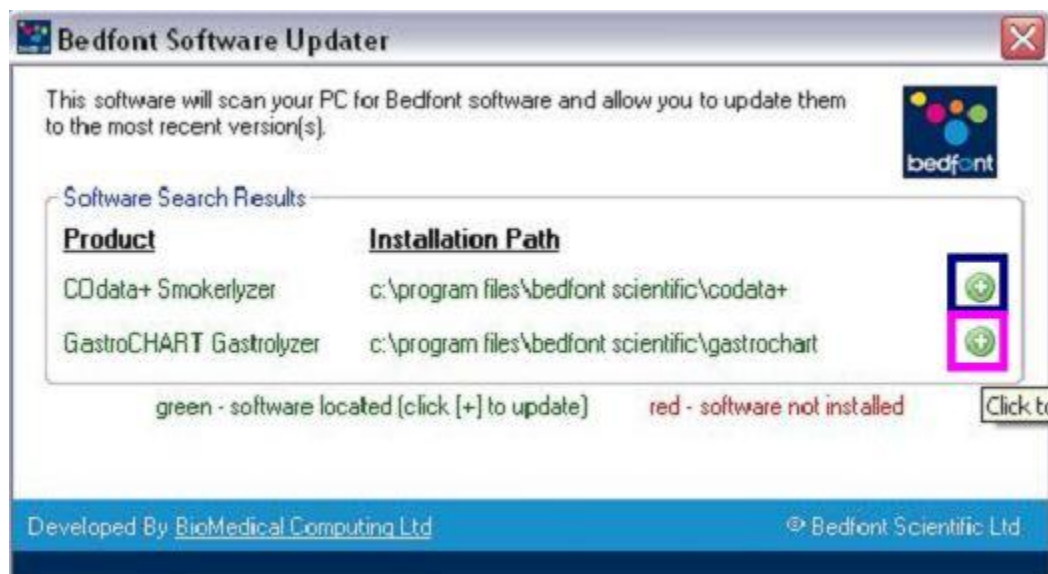 Bedfont Software Updater
This software will scan your PC for Bedfont software and allow you to update them
to the most recent version(s).
bedfont
Software Search Results
Product Installation Path
COdata+ Smokerlyzer c:\program files\bedfont scientific\codata+
GastroCHART Gastrolyzer c:\program files\bedfont scientific\gastrochart
green - software located (click [+] to update) red - software not installed
Click to
Developed By BioMedical Computing Ltd © Bedfont Scientific Ltd